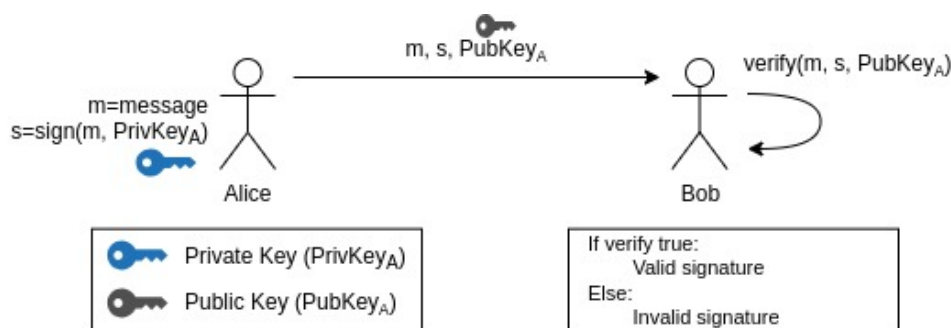 m, s, PubKeyA
verify(m, s, PubKeyA)
m=message
s=sign(m, PrivKeyA)
Alice
Bob
Private Key (PrivKeyA)
Public Key (PubKeyA)
If verify true:
Valid signature
Else:
Invalid signature